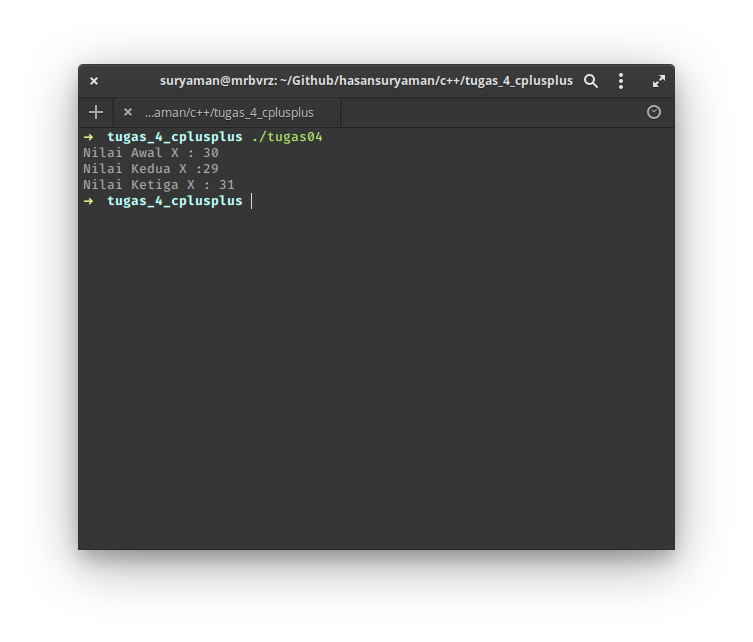 suryaman@mrbvrz: ~/Github/hasansuryaman/c++/tugas_4_cplusplus
...aman/c++/tugas_4_cplusplus
➜ tugas_4_cplusplus ./tugas04
Nilai Awal X : 30
Nilai Kedua X :29
Nilai Ketiga X : 31
➜ tugas_4_cplusplus